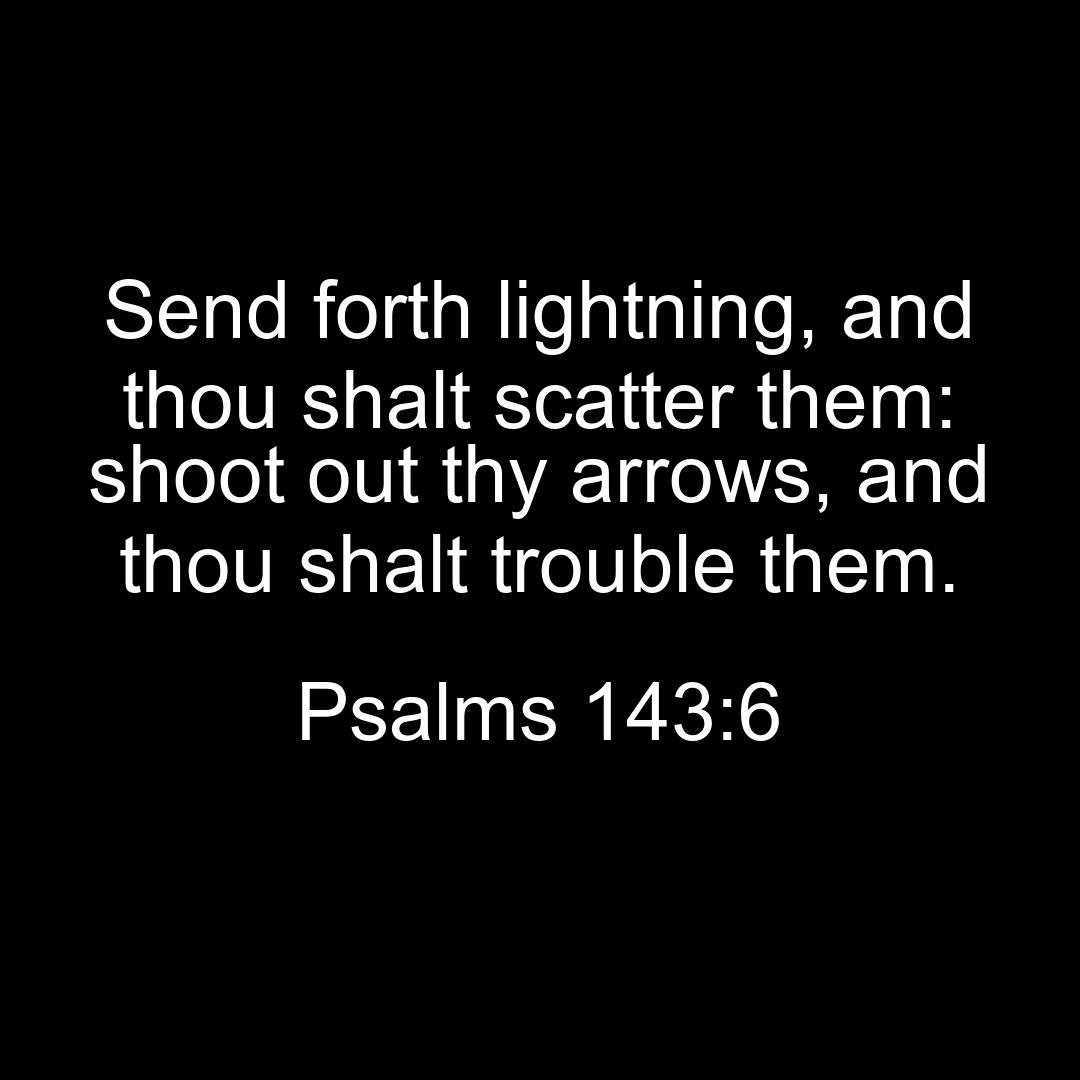 Send forth lightning, and
thou shalt scatter them:
shoot out thy arrows, and
thou shalt trouble them.
Psalms 143:6